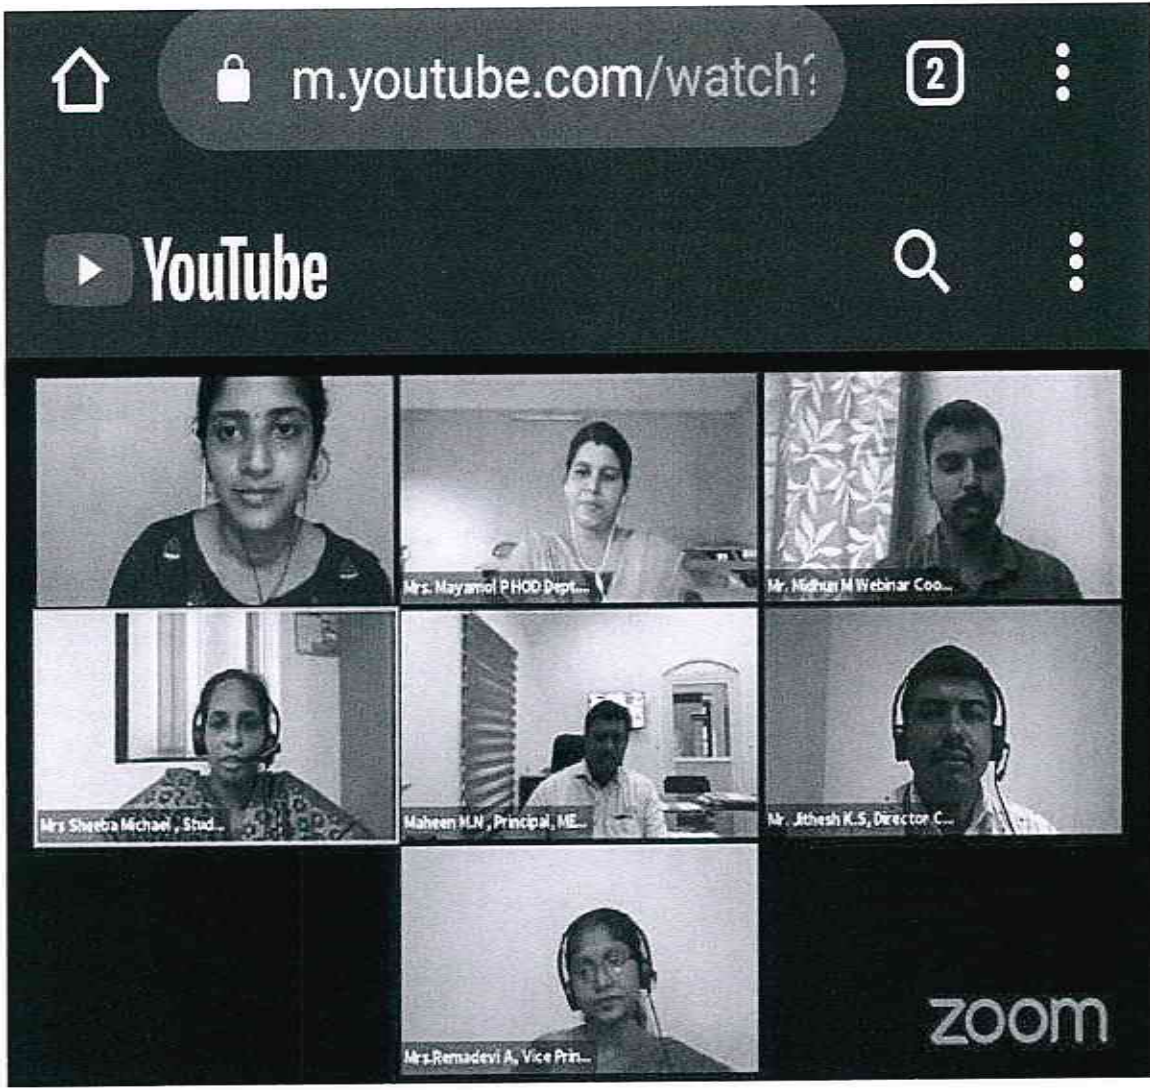 m.youtube.com/watch?
2
YouTube
Mrs. Mayamol P HOD Dept....
Mr. Midhun M Webinar Coo...
Mrs Sheeba Michael , Stud...
Maheen M.N , Principal, ME...
Mr. Jithesh K.S, Director C...
Mrs.Remadevi A, Vice Prin...
zoom